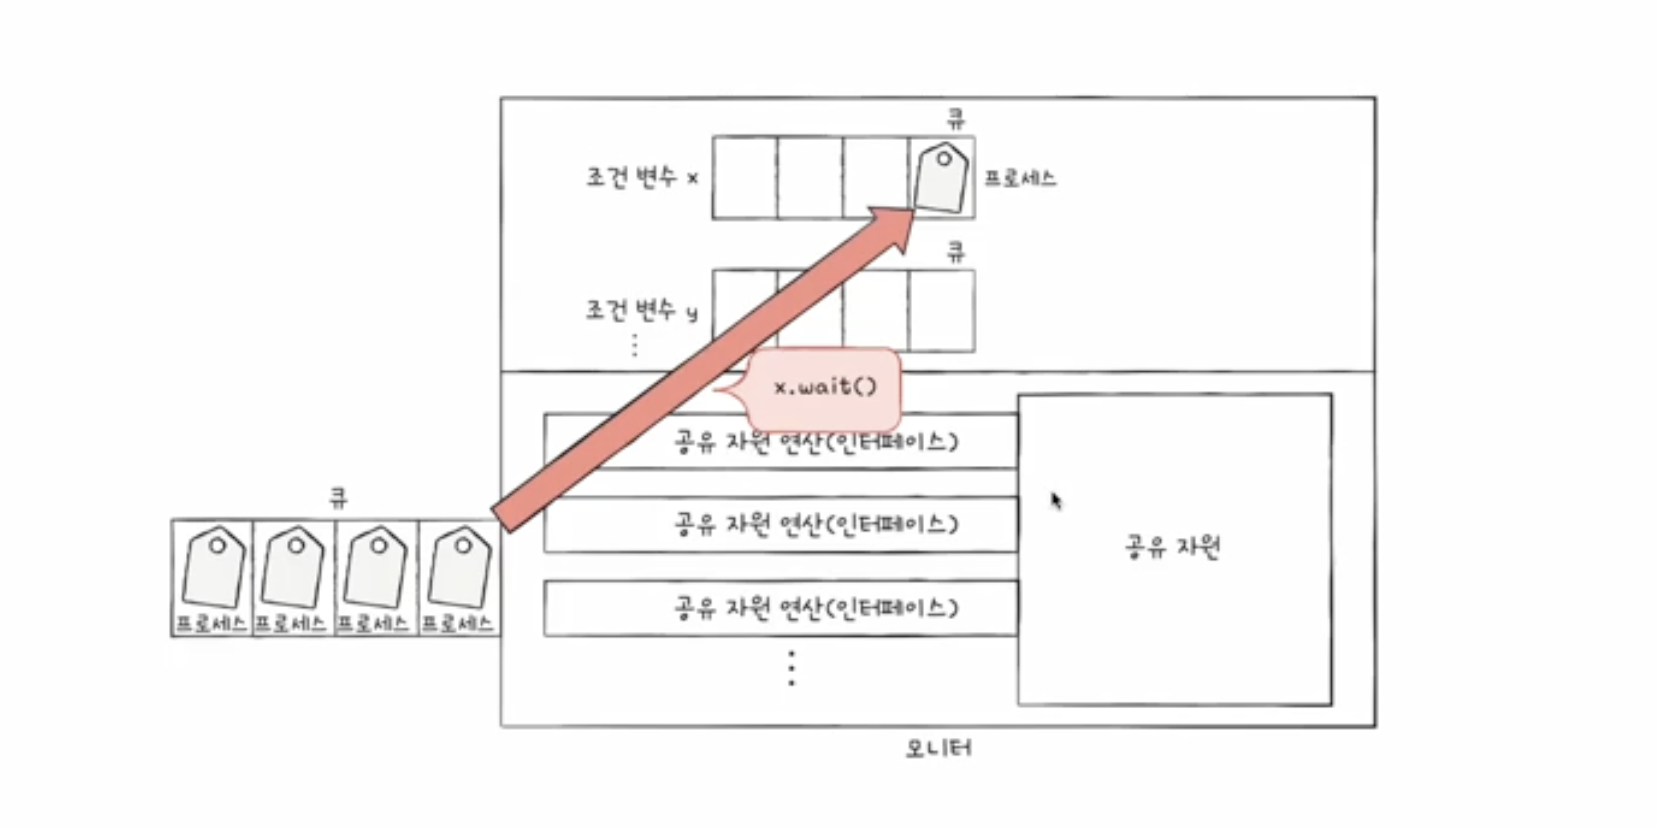 큐
조건 변수 x
프로세스
큐
조건 변수 y
⋮
x.wait()
공유 자원 연산(인터페이스)
큐
공유 자원 연산(인터페이스)
공유 자원
프로세스 프로세스 프로세스 프로세스
공유 자원 연산(인터페이스)
⋮
모니터